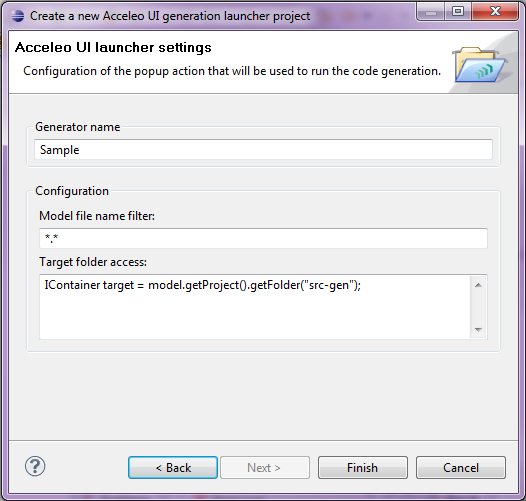 Create a new Acceleo UI generation launcher project
Acceleo UI launcher settings
Configuration of the popup action that will be used to run the code generation.
Generator name
Sample
Configuration
Model file name filter:
*.*
Target folder access:
IContainer target = model.getProject().getFolder("src-gen");
?
< Back
Next >
Finish
Cancel